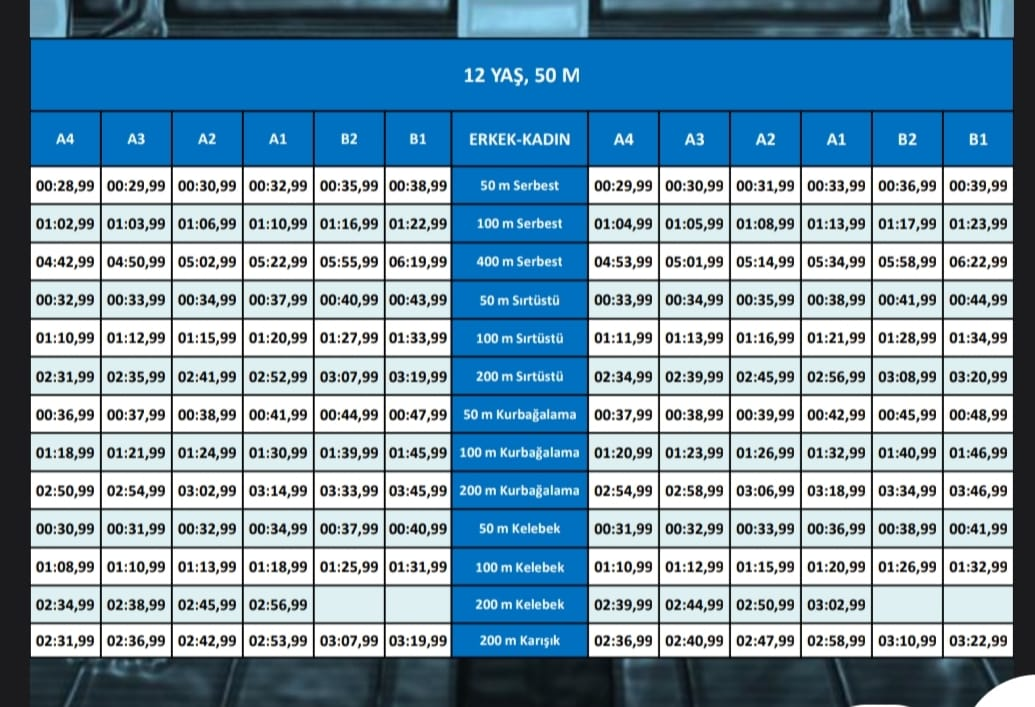 12 YAŞ, 50 M
A4 A3 A2 A1 B2 B1 ERKEK-KADIN A4 A3 A2 A1 B2 B1
00:28,99 00:29,99 00:30,99 00:32,99 00:35,99 00:38,99 50 m Serbest 00:29,99 00:30,99 00:31,99 00:33,99 00:36,99 00:39,99
01:02,99 01:03,99 01:06,99 01:10,99 01:16,99 01:22,99 100 m Serbest 01:04,99 01:05,99 01:08,99 01:13,99 01:17,99 01:23,99
04:42,99 04:50,99 05:02,99 05:22,99 05:55,99 06:19,99 400 m Serbest 04:53,99 05:01,99 05:14,99 05:34,99 05:58,99 06:22,99
00:32,99 00:33,99 00:34,99 00:37,99 00:40,99 00:43,99 50 m Sırtüstü 00:33,99 00:34,99 00:35,99 00:38,99 00:41,99 00:44,99
01:10,99 01:12,99 01:15,99 01:20,99 01:27,99 01:33,99 100 m Sırtüstü 01:11,99 01:13,99 01:16,99 01:21,99 01:28,99 01:34,99
02:31,99 02:35,99 02:41,99 02:52,99 03:07,99 03:19,99 200 m Sırtüstü 02:34,99 02:39,99 02:45,99 02:56,99 03:08,99 03:20,99
00:36,99 00:37,99 00:38,99 00:41,99 00:44,99 00:47,99 50 m Kurbağalama 00:37,99 00:38,99 00:39,99 00:42,99 00:45,99 00:48,99
01:18,99 01:21,99 01:24,99 01:30,99 01:39,99 01:45,99 100 m Kurbağalama 01:20,99 01:23,99 01:26,99 01:32,99 01:40,99 01:46,99
02:50,99 02:54,99 03:02,99 03:14,99 03:33,99 03:45,99 200 m Kurbağalama 02:54,99 02:58,99 03:06,99 03:18,99 03:34,99 03:46,99
00:30,99 00:31,99 00:32,99 00:34,99 00:37,99 00:40,99 50 m Kelebek 00:31,99 00:32,99 00:33,99 00:36,99 00:38,99 00:41,99
01:08,99 01:10,99 01:13,99 01:18,99 01:25,99 01:31,99 100 m Kelebek 01:10,99 01:12,99 01:15,99 01:20,99 01:26,99 01:32,99
02:34,99 02:38,99 02:45,99 02:56,99 200 m Kelebek 02:39,99 02:44,99 02:50,99 03:02,99
02:31,99 02:36,99 02:42,99 02:53,99 03:07,99 03:19,99 200 m Karışık 02:36,99 02:40,99 02:47,99 02:58,99 03:10,99 03:22,99